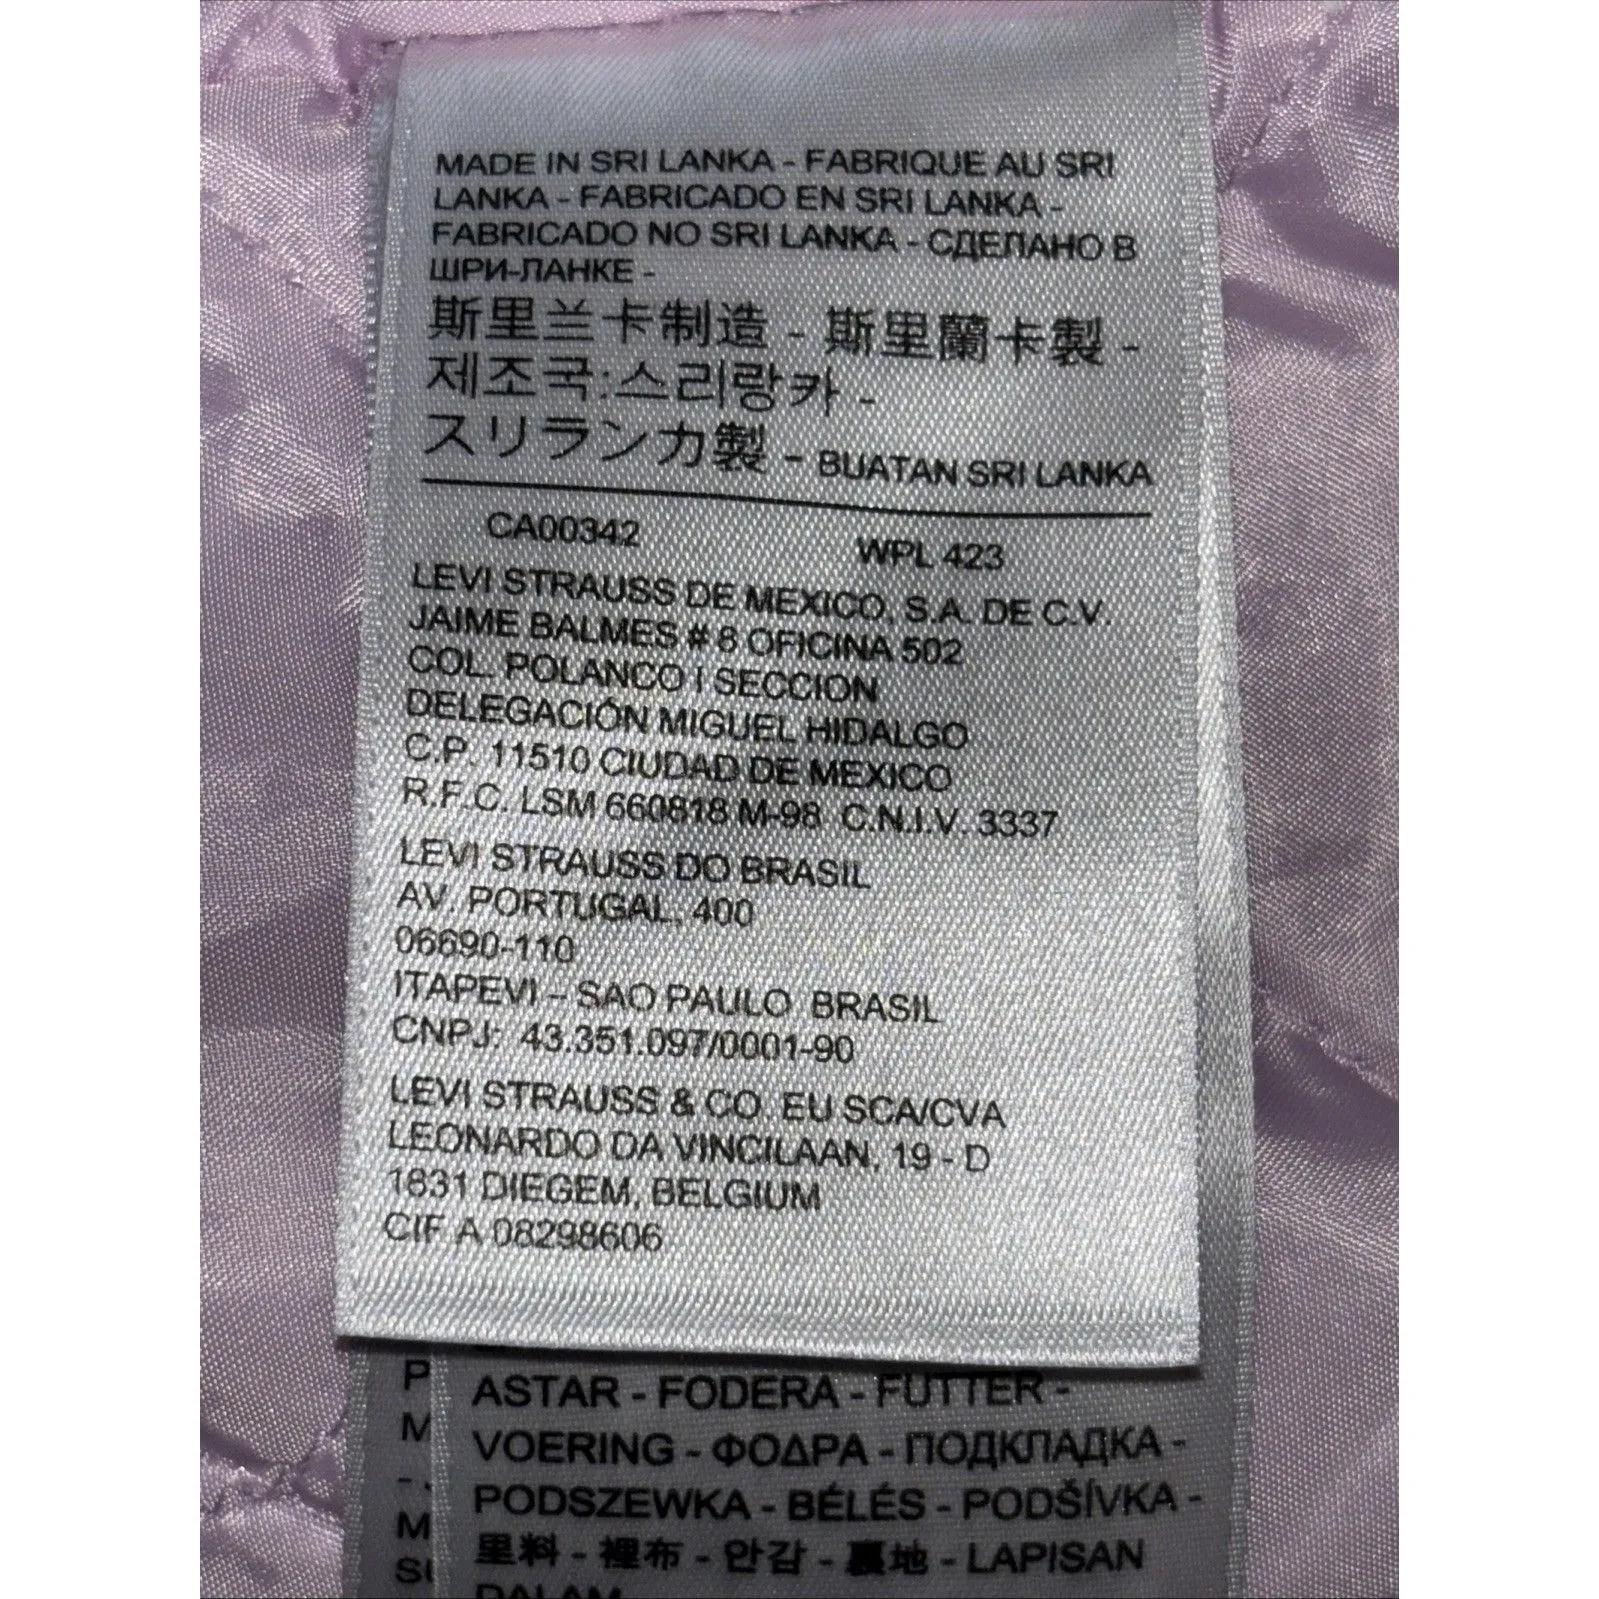 MADE IN SRI LANKA - FABRIQUE AU SRI
LANKA - FABRICADO EN SRI LANKA -
FABRICADO NO SRI LANKA - СДЕЛАНО В
ШРИ-ЛАНКЕ -
斯里兰卡制造 - 斯里蘭卡製 -
제조국:스리랑카 -
スリランカ製 - BUATAN SRI LANKA
CA00342 WPL 423
LEVI STRAUSS DE MEXICO, S.A. DE C.V.
JAIME BALMES # 8 OFICINA 502
COL. POLANCO I SECCION
DELEGACIÓN MIGUEL HIDALGO
C.P. 11510 CIUDAD DE MEXICO
R.F.C. LSM 660818 M-98 C.N.I.V. 3337
LEVI STRAUSS DO BRASIL
AV. PORTUGAL, 400
06690-110
ITAPEVI – SAO PAULO BRASIL
CNPJ: 43.351.097/0001-90
LEVI STRAUSS & CO. EU SCA/CVA
LEONARDO DA VINCILAAN, 19 - D
1831 DIEGEM, BELGIUM
CIF A 08298606
ASTAR - FODERA - FUTTER -
VOERING - ΦΟΔΡΑ - ПОДКЛАДКА -
PODSZEWKA - BÉLÉS - PODŠÍVKA -
里料 - 裡布 - 안감 - 裏地 - LAPISAN
DALAM